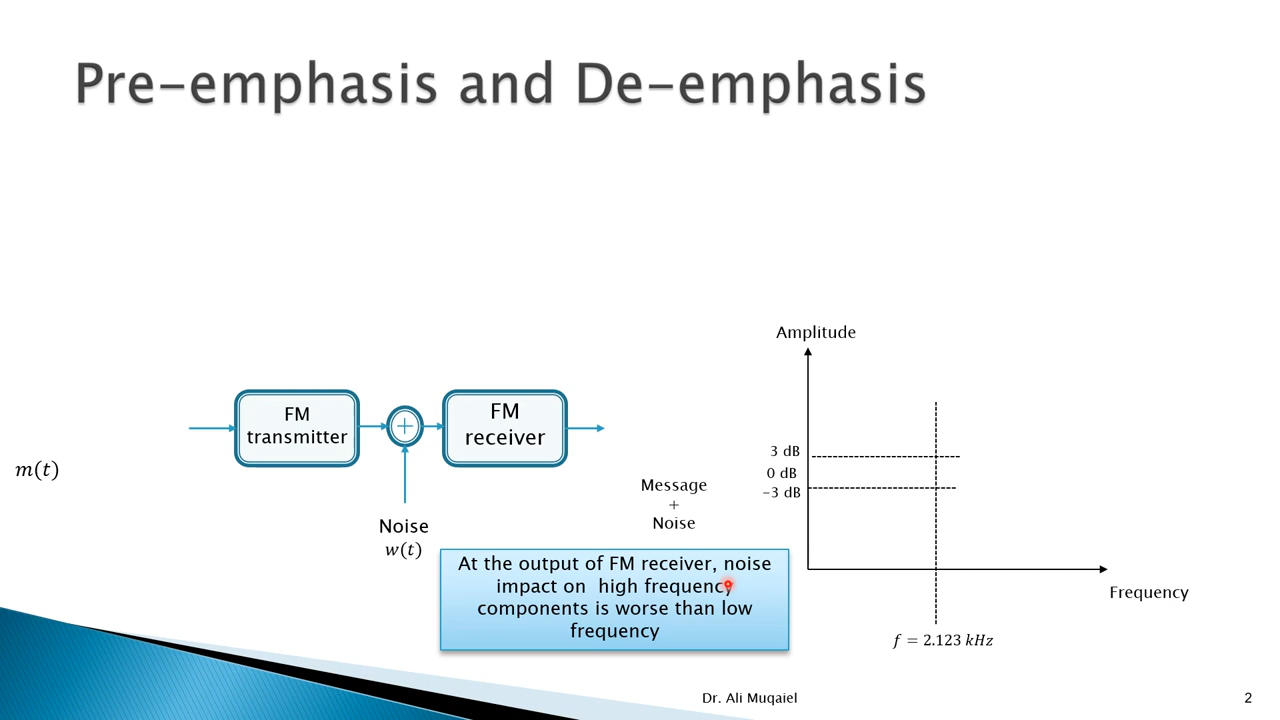 Pre-emphasis and De-emphasis
Amplitude
FM
transmitter
+
FM
receiver
m(t)
3 dB
0 dB
-3 dB
Message
+
Noise
Noise
w(t)
At the output of FM receiver, noise
impact on high frequency
components is worse than low
frequency
Frequency
f = 2.123 kHz
Dr. Ali Muqaiel
2